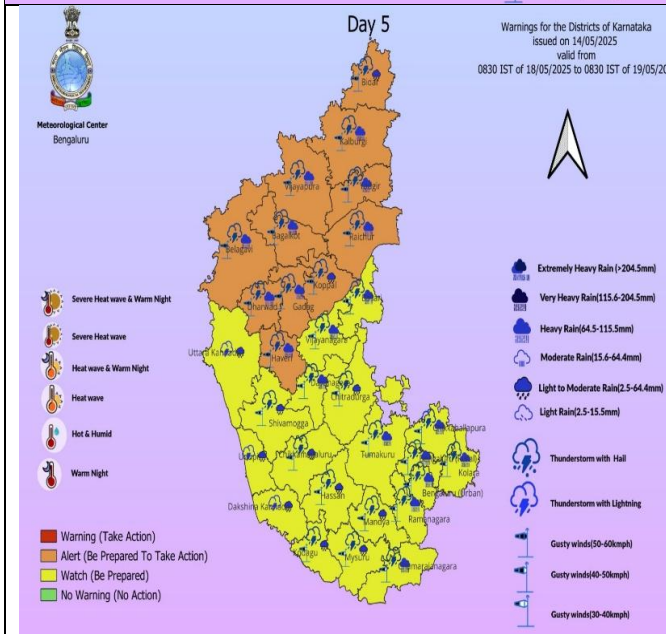 Day 5
Warnings for the Districts of Karnataka
issued on 14/05/2025
valid from
0830 IST of 18/05/2025 to 0830 IST of 19/05/20
Meteorological Center
Bengaluru
Bidar
Kalburgi
Vijayapura
Bagalkot
Raichur
Belagavi
Koppal
Dharwad
Gadag
Vijayanagara
Uttara Kannada
Haveri
Chitradurga
Shivamogga
Tumakuru
Chikkamagaluru
Kolara
Bengaluru (Urban)
Hassan
Dakshina Kannada
Ramanagara
Mandya
Mysuru
Chamarajanagara
Severe Heat wave & Warm Night
Severe Heat wave
Heat wave & Warm Night
Heat wave
Hot & Humid
Warm Night
Extremely Heavy Rain (>204.5mm)
Very Heavy Rain(115.6-204.5mm)
Heavy Rain(64.5-115.5mm)
Moderate Rain(15.6-64.4mm)
Light to Moderate Rain(2.5-64.4mm)
Light Rain(2.5-15.5mm)
Thunderstorm with Hail
Thunderstorm with Lightning
Gusty winds(50-60kmph)
Gusty winds(40-50kmph)
Gusty winds(30-40kmph)
Warning (Take Action)
Alert (Be Prepared To Take Action)
Watch (Be Prepared)
No Warning (No Action)